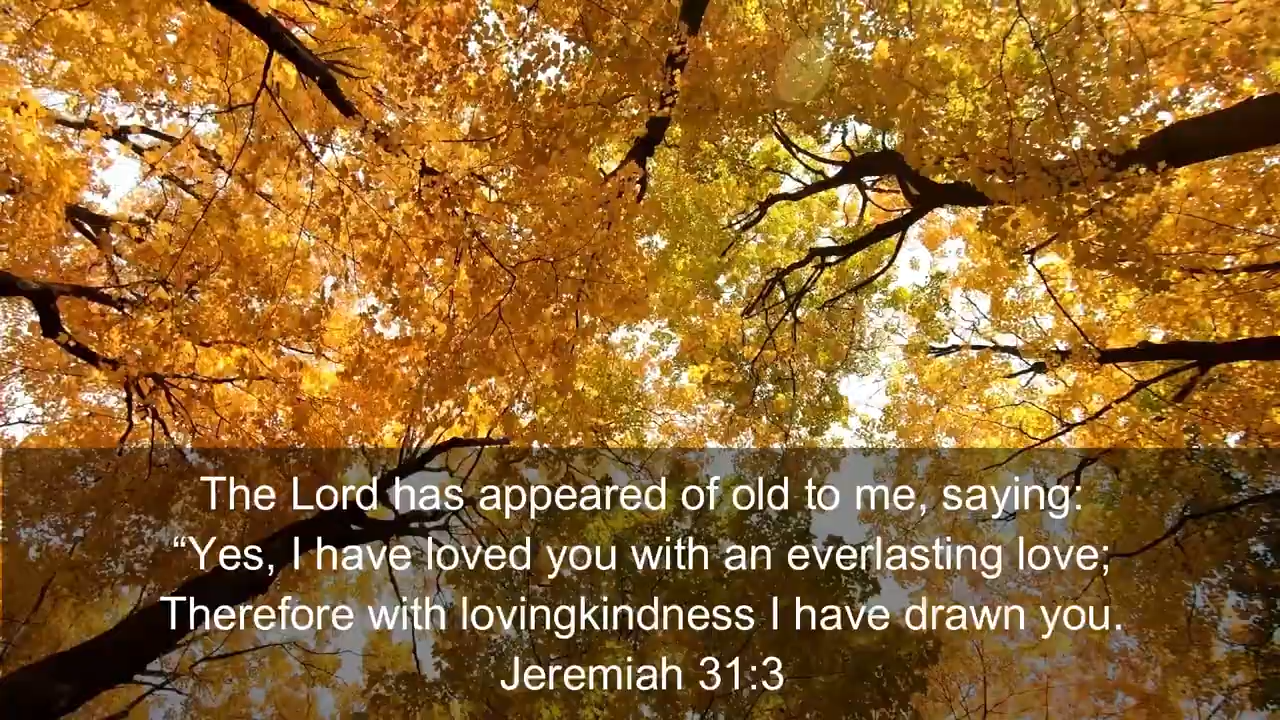 The Lord has appeared of old to me, saying:
“Yes, I have loved you with an everlasting love;
Therefore with lovingkindness I have drawn you.
Jeremiah 31:3